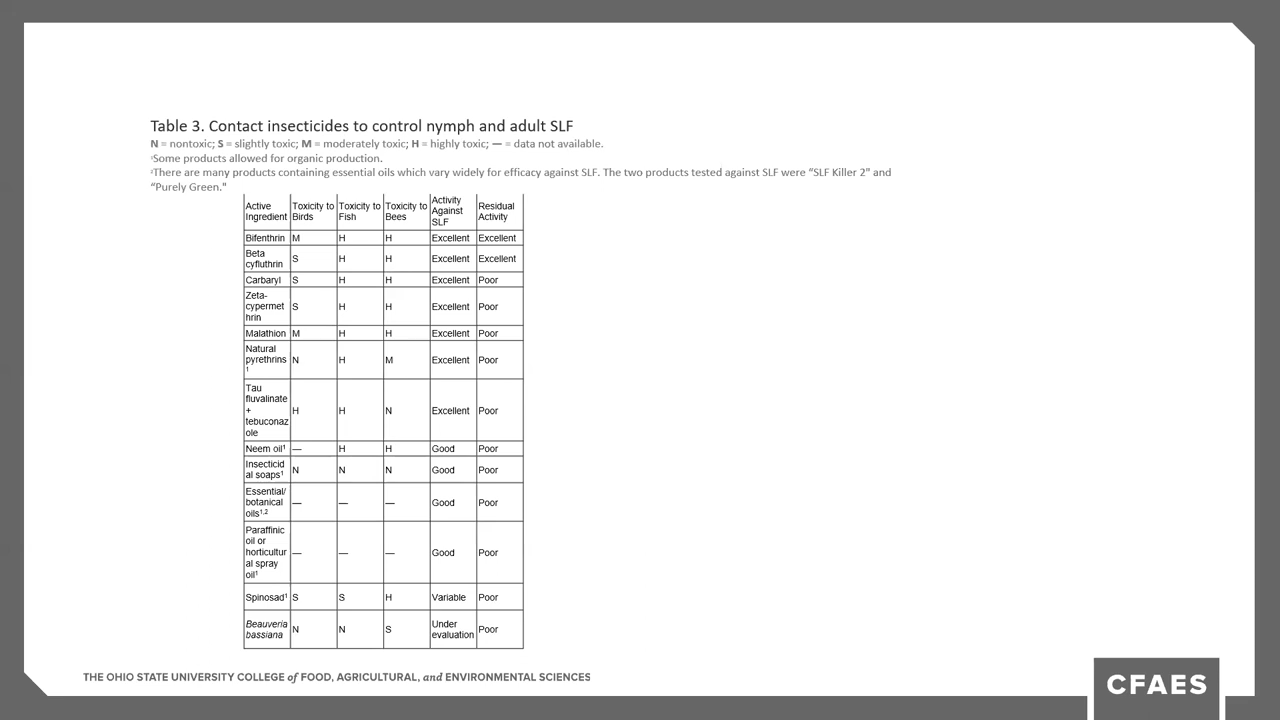 Table 3. Contact insecticides to control nymph and adult SLF
N = nontoxic; S = slightly toxic; M = moderately toxic; H = highly toxic; — = data not available.
¹Some products allowed for organic production.
²There are many products containing essential oils which vary widely for efficacy against SLF. The two products tested against SLF were “SLF Killer 2” and
“Purely Green.”
Active Ingredient Toxicity to Birds Toxicity to Fish Toxicity to Bees Activity Against SLF Residual Activity
Bifenthrin M H H Excellent Excellent
Beta cyfluthrin S H H Excellent Excellent
Carbaryl S H H Excellent Poor
Zeta-cypermethrin S H H Excellent Poor
Malathion M H H Excellent Poor
Natural pyrethrins¹ N H M Excellent Poor
Tau fluvalinate + tebuconazole H H N Excellent Poor
Neem oil¹ — H H Good Poor
Insecticidal soaps¹ N N N Good Poor
Essential/botanical oils¹,² — — — Good Poor
Paraffinic oil or horticultural spray oil¹ — — — Good Poor
Spinosad¹ S S H Variable Poor
Beauveria bassiana N N S Under evaluation Poor
THE OHIO STATE UNIVERSITY COLLEGE of FOOD, AGRICULTURAL, and ENVIRONMENTAL SCIENCES
CFAES